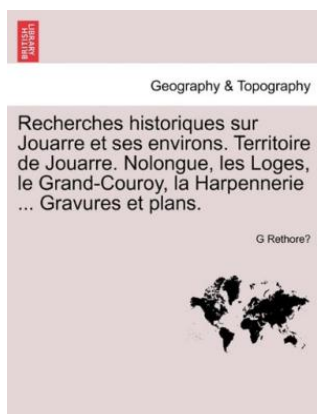 BRITISH
LIBRARY
Geography & Topography
Recherches historiques sur
Jouarre et ses environs. Territoire
de Jouarre. Nolongue, les Loges,
le Grand-Couroy, la Harpennerie
... Gravures et plans.
G Rethore?